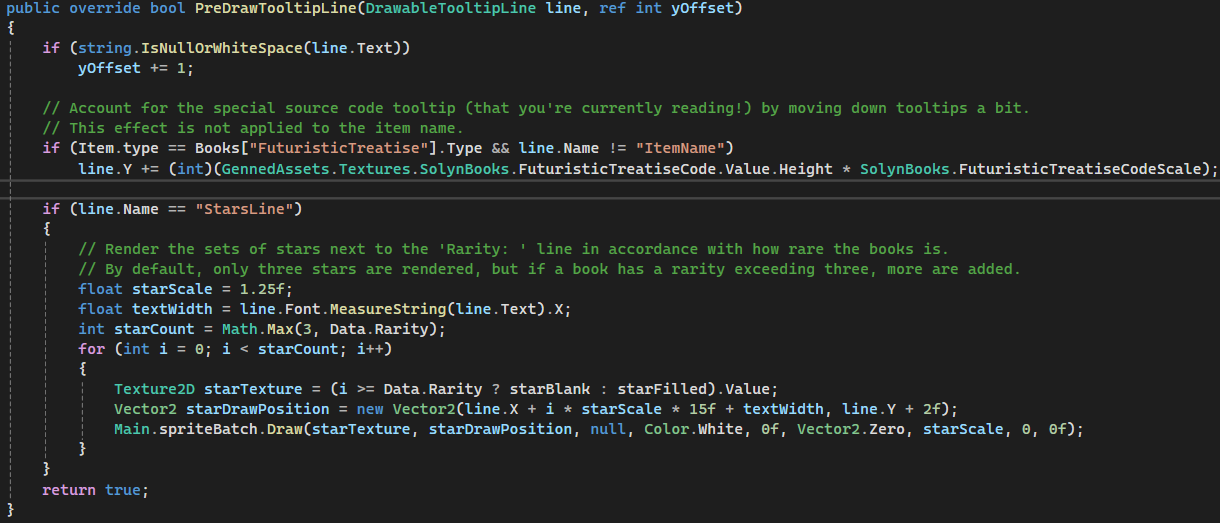 public override bool PreDrawTooltipLine(DrawableTooltipLine line, ref int yOffset)
{
    if (string.IsNullOrWhiteSpace(line.Text))
        yOffset += 1;

    // Account for the special source code tooltip (that you're currently reading!) by moving down tooltips a bit.
    // This effect is not applied to the item name.
    if (Item.type == Books["FuturisticTreatise"].Type && line.Name != "ItemName")
        line.Y += (int)(GennedAssets.Textures.SolynBooks.FuturisticTreatiseCode.Value.Height * SolynBooks.FuturisticTreatiseCodeScale);

    if (line.Name == "StarsLine")
    {
        // Render the sets of stars next to the 'Rarity: ' line in accordance with how rare the books is.
        // By default, only three stars are rendered, but if a book has a rarity exceeding three, more are added.
        float starScale = 1.25f;
        float textWidth = line.Font.MeasureString(line.Text).X;
        int starCount = Math.Max(3, Data.Rarity);
        for (int i = 0; i < starCount; i++)
        {
            Texture2D starTexture = (i >= Data.Rarity ? starBlank : starFilled).Value;
            Vector2 starDrawPosition = new Vector2(line.X + i * starScale * 15f + textWidth, line.Y + 2f);
            Main.spriteBatch.Draw(starTexture, starDrawPosition, null, Color.White, 0f, Vector2.Zero, starScale, 0, 0f);
        }
    }
    return true;
}